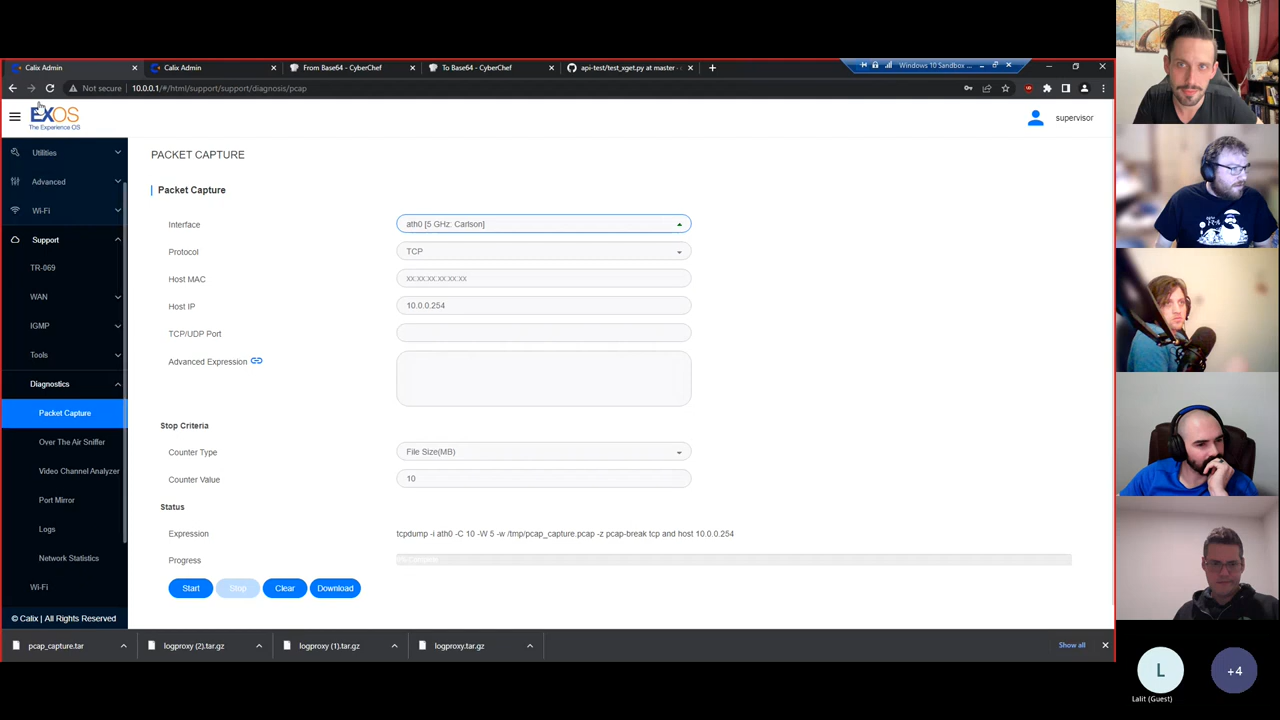 Calix Admin
Calix Admin
From Base64 - CyberChef
To Base64 - CyberChef
api-test/test_xget.py at master · 
Windows 10 Sandbox ...
Not secure
10.0.0.1/#/html/support/support/diagnosis/pcap
EXOS
The Experience OS
supervisor
Utilities
Advanced
Wi-Fi
Support
TR-069
WAN
IGMP
Tools
Diagnostics
Packet Capture
Over The Air Sniffer
Video Channel Analyzer
Port Mirror
Logs
Network Statistics
Wi-Fi
© Calix | All Rights Reserved
PACKET CAPTURE
Packet Capture
Interface
ath0 [5 GHz: Carlson]
Protocol
TCP
Host MAC
xx:xx:xx:xx:xx:xx
Host IP
10.0.0.254
TCP/UDP Port
Advanced Expression
Stop Criteria
Counter Type
File Size(MB)
Counter Value
10
Status
Expression
tcpdump -i ath0 -C 10 -W 5 -w /tmp/pcap_capture.pcap -z pcap-break tcp and host 10.0.0.254
Progress
Start
Stop
Clear
Download
pcap_capture.tar
logproxy (2).tar.gz
logproxy (1).tar.gz
logproxy.tar.gz
Show all
L
Lalit (Guest)
+4